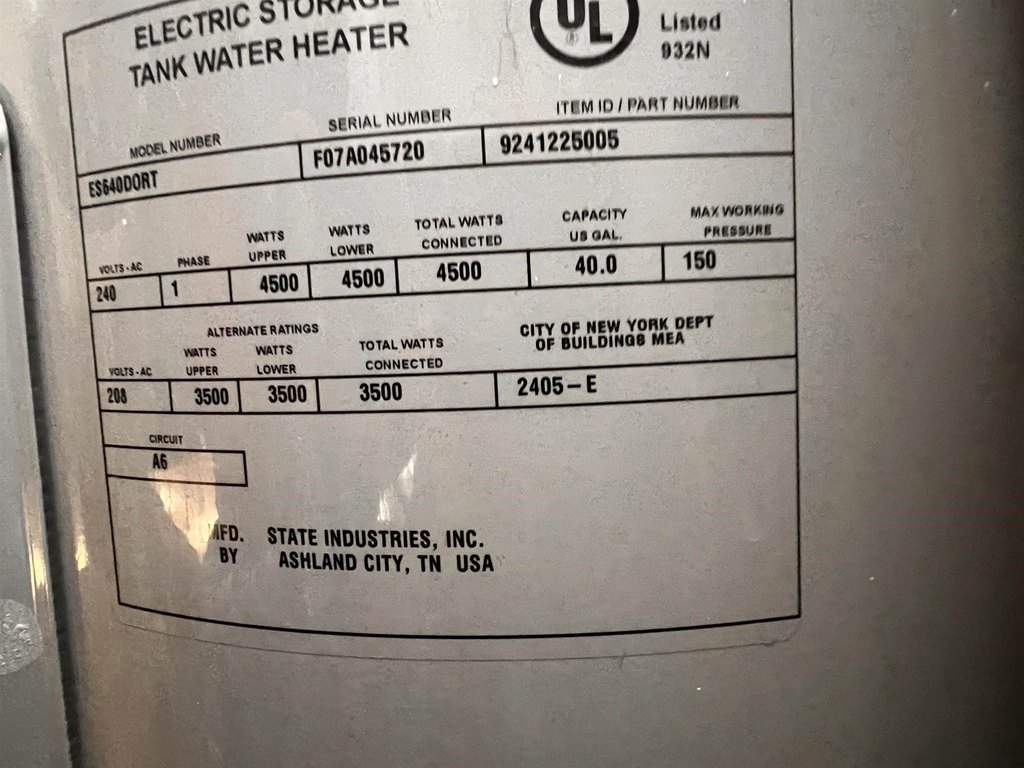 ELECTRIC STORAGE
TANK WATER HEATER
UL
®
Listed
932N
MODEL NUMBER
SERIAL NUMBER
ITEM ID / PART NUMBER
ES640DORT
F07A045720
9241225005
VOLTS - AC
PHASE
WATTS UPPER
WATTS LOWER
TOTAL WATTS CONNECTED
CAPACITY US GAL.
MAX WORKING PRESSURE
240
1
4500
4500
4500
40.0
150
ALTERNATE RATINGS
VOLTS - AC
WATTS UPPER
WATTS LOWER
TOTAL WATTS CONNECTED
CITY OF NEW YORK DEPT
OF BUILDINGS MEA
208
3500
3500
3500
2405 – E
CIRCUIT
A6
MFD. STATE INDUSTRIES, INC.
BY ASHLAND CITY, TN USA